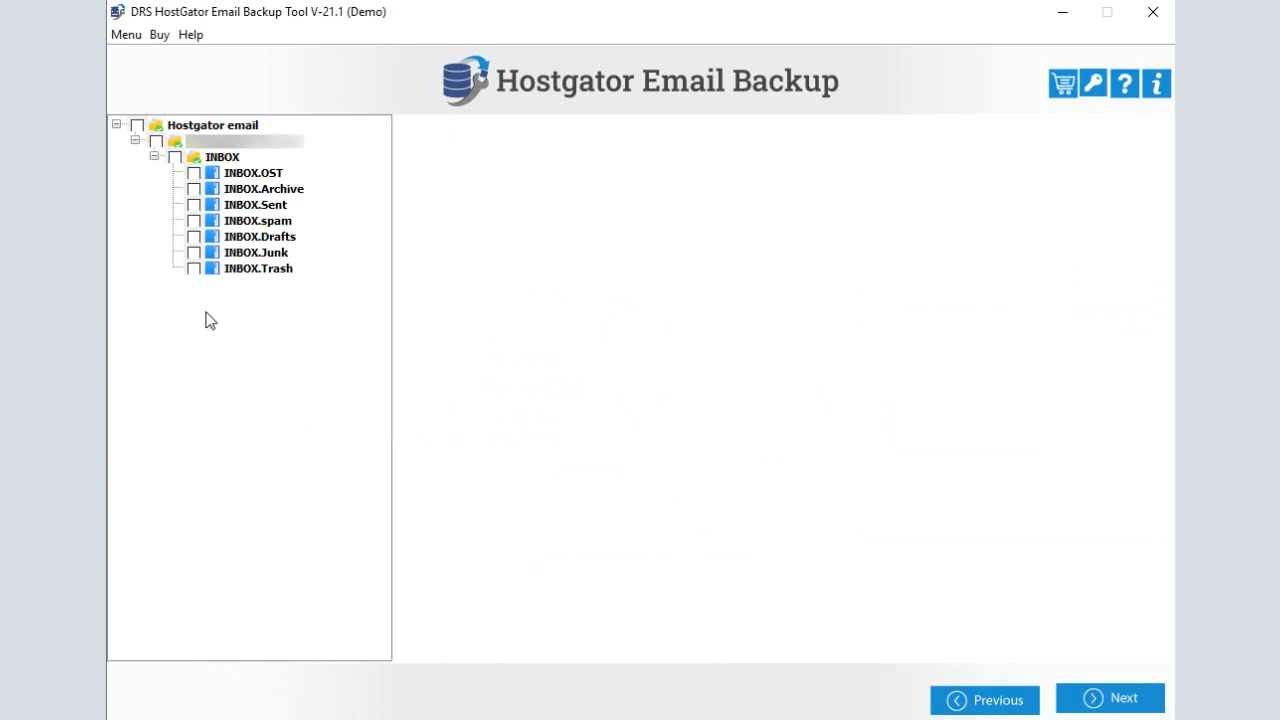 DRS HostGator Email Backup Tool V-21.1 (Demo)
Menu Buy Help
Hostgator Email Backup
Hostgator email
INBOX
INBOX.OST
INBOX.Archive
INBOX.Sent
INBOX.spam
INBOX.Drafts
INBOX.Junk
INBOX.Trash
Previous Next